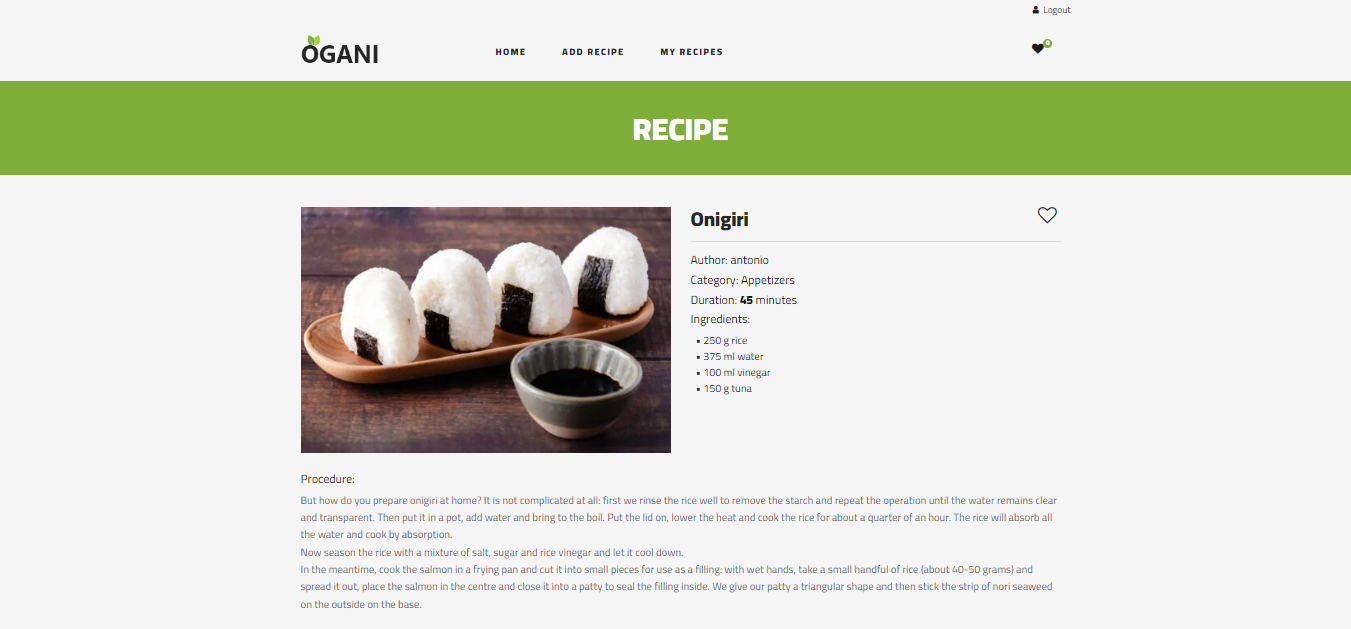 Logout
OGANI
HOME ADD RECIPE MY RECIPES
0
RECIPE
Onigiri
Author: antonio
Category: Appetizers
Duration: 45 minutes
Ingredients:
• 250 g rice
• 375 ml water
• 100 ml vinegar
• 150 g tuna
Procedure:
But how do you prepare onigiri at home? It is not complicated at all: first we rinse the rice well to remove the starch and repeat the operation until the water remains clear
and transparent. Then put it in a pot, add water and bring to the boil. Put the lid on, lower the heat and cook the rice for about a quarter of an hour. The rice will absorb all
the water and cook by absorption.
Now season the rice with a mixture of salt, sugar and rice vinegar and let it cool down.
In the meantime, cook the salmon in a frying pan and cut it into small pieces for use as a filling: with wet hands, take a small handful of rice (about 40-50 grams) and
spread it out, place the salmon in the centre and close it into a patty to seal the filling inside. We give our patty a triangular shape and then stick the strip of nori seaweed
on the outside on the base.